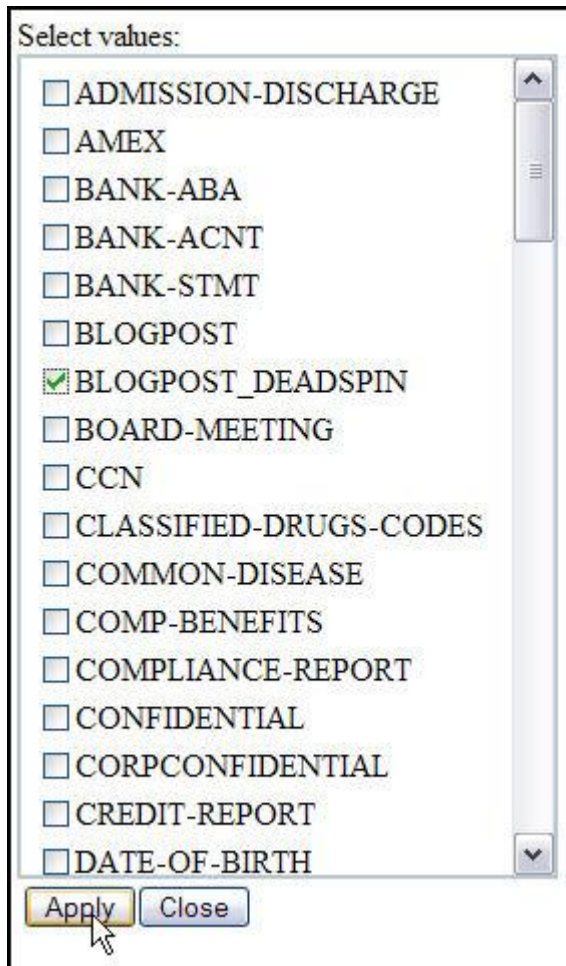 Select values:
ADMISSION-DISCHARGE
AMEX
BANK-ABA
BANK-ACNT
BANK-STMT
BLOGPOST
BLOGPOST_DEADSPIN
BOARD-MEETING
CCN
CLASSIFIED-DRUGS-CODES
COMMON-DISEASE
COMP-BENEFITS
COMPLIANCE-REPORT
CONFIDENTIAL
CORPCONFIDENTIAL
CREDIT-REPORT
DATE-OF-BIRTH
Apply Close